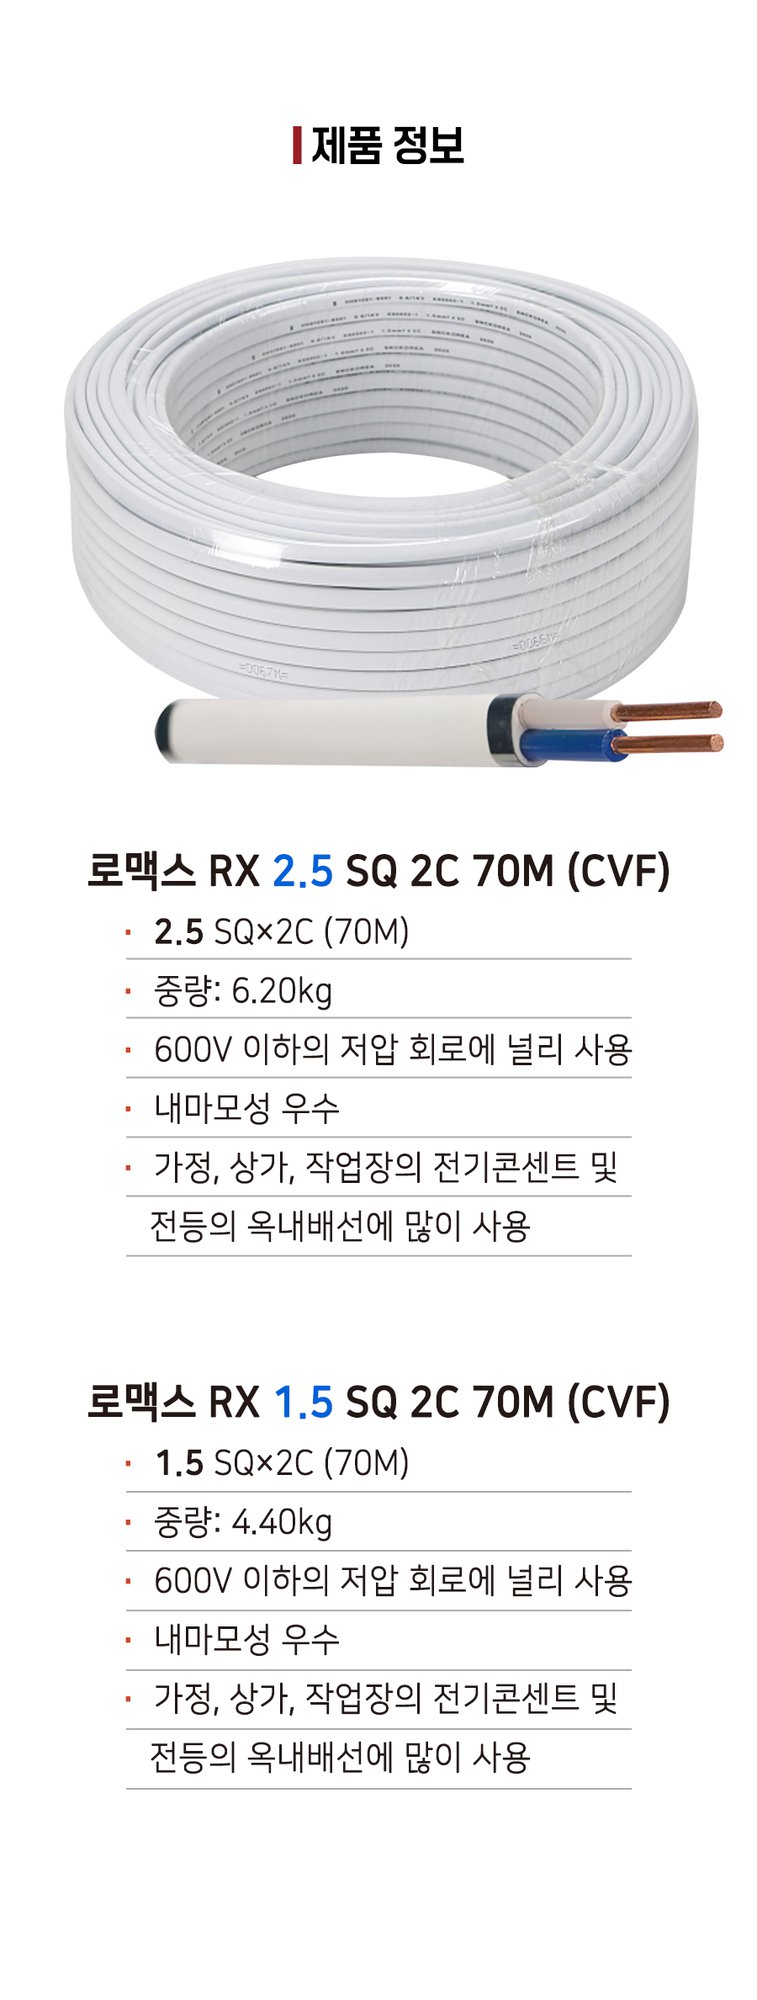 제품 정보
=0067M=
=0066M=
로맥스 RX 2.5 SQ 2C 70M (CVF)
· 2.5 SQ×2C (70M)
· 중량: 6.20kg
· 600V 이하의 저압 회로에 널리 사용
· 내마모성 우수
· 가정, 상가, 작업장의 전기콘센트 및
전등의 옥내배선에 많이 사용
로맥스 RX 1.5 SQ 2C 70M (CVF)
· 1.5 SQ×2C (70M)
· 중량: 4.40kg
· 600V 이하의 저압 회로에 널리 사용
· 내마모성 우수
· 가정, 상가, 작업장의 전기콘센트 및
전등의 옥내배선에 많이 사용